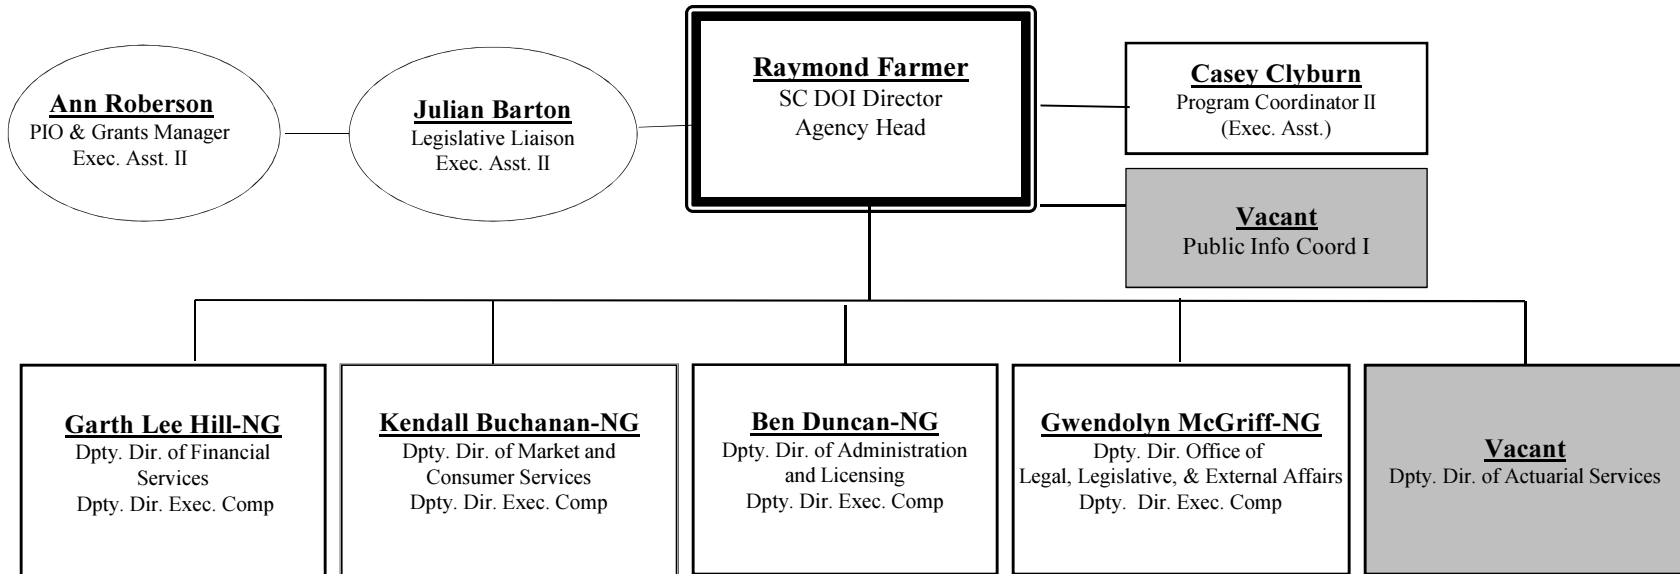 Ann Roberson
PIO & Grants Manager
Exec. Asst. II
Julian Barton
Legislative Liaison
Exec. Asst. II
Raymond Farmer
SC DOI Director
Agency Head
Casey Clyburn
Program Coordinator II
(Exec. Asst.)
Vacant
Public Info Coord I
Garth Lee Hill-NG
Dpty. Dir. of Financial
Services
Dpty. Dir. Exec. Comp
Kendall Buchanan-NG
Dpty. Dir. of Market and
Consumer Services
Dpty. Dir. Exec. Comp
Ben Duncan-NG
Dpty. Dir. of Administration
and Licensing
Dpty. Dir. Exec. Comp
Gwendolyn McGriff-NG
Dpty. Dir. Office of
Legal, Legislative, & External Affairs
Dpty. Dir. Exec. Comp
Vacant
Dpty. Dir. of Actuarial Services